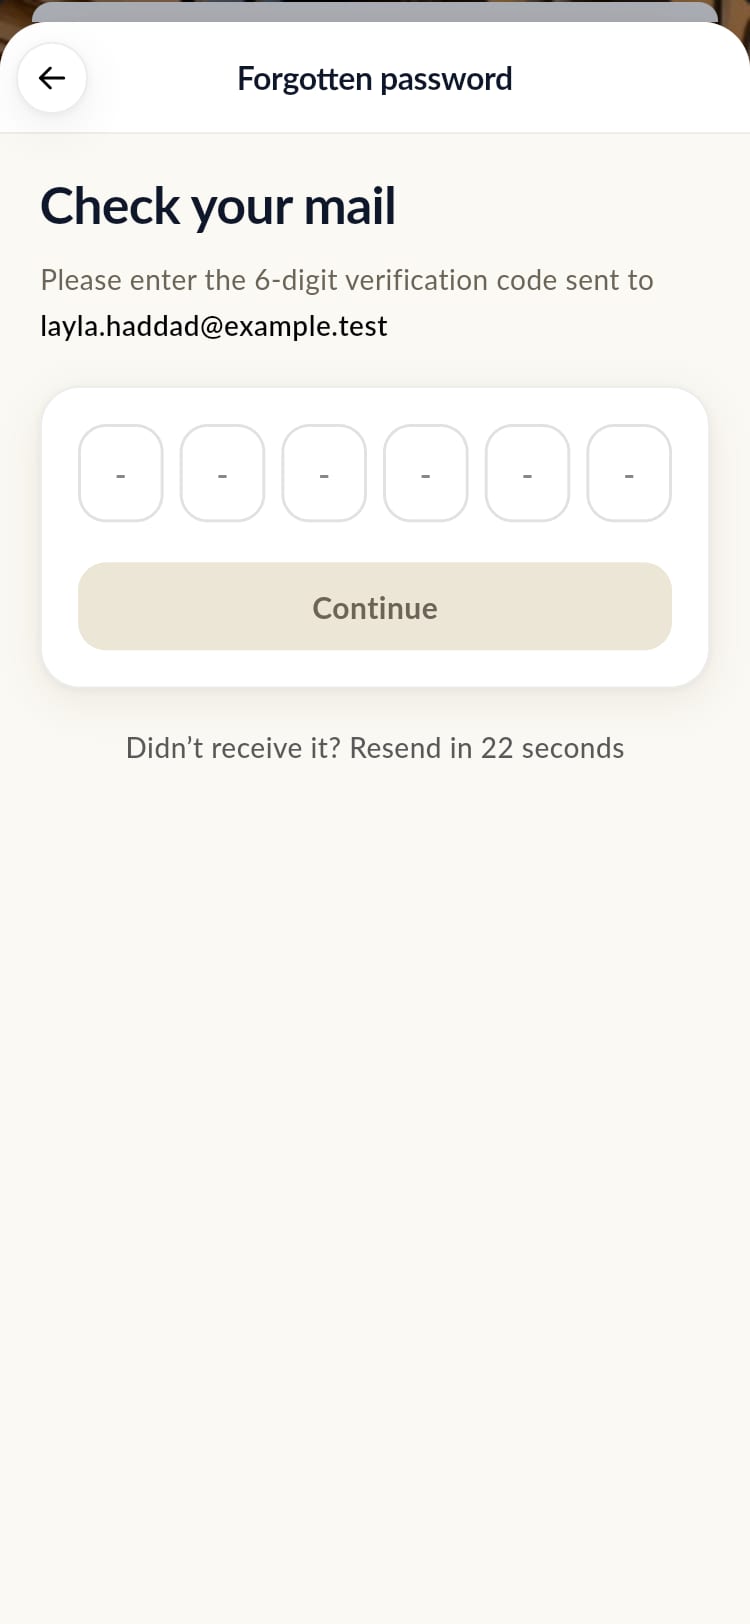 Forgotten password
Check your mail
Please enter the 6-digit verification code sent to
layla.haddad@example.test
- - - - - -
Continue
Didn’t receive it? Resend in 22 seconds